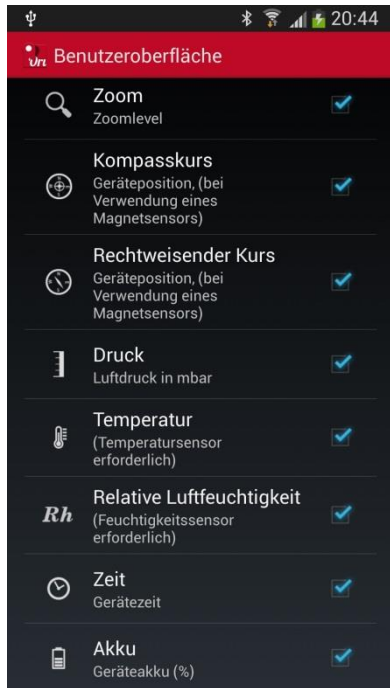 20:44
Benutzeroberfläche
Zoom
Zoomlevel
Kompasskurs
Geräteposition, (bei
Verwendung eines
Magnetsensors)
Rechtweisender Kurs
Geräteposition, (bei
Verwendung eines
Magnetsensors)
Druck
Luftdruck in mbar
Temperatur
(Temperatursensor
erforderlich)
Rh
Relative Luftfeuchtigkeit
(Feuchtigkeitssensor
erforderlich)
Zeit
Gerätezeit
Akku
Geräteakku (%)